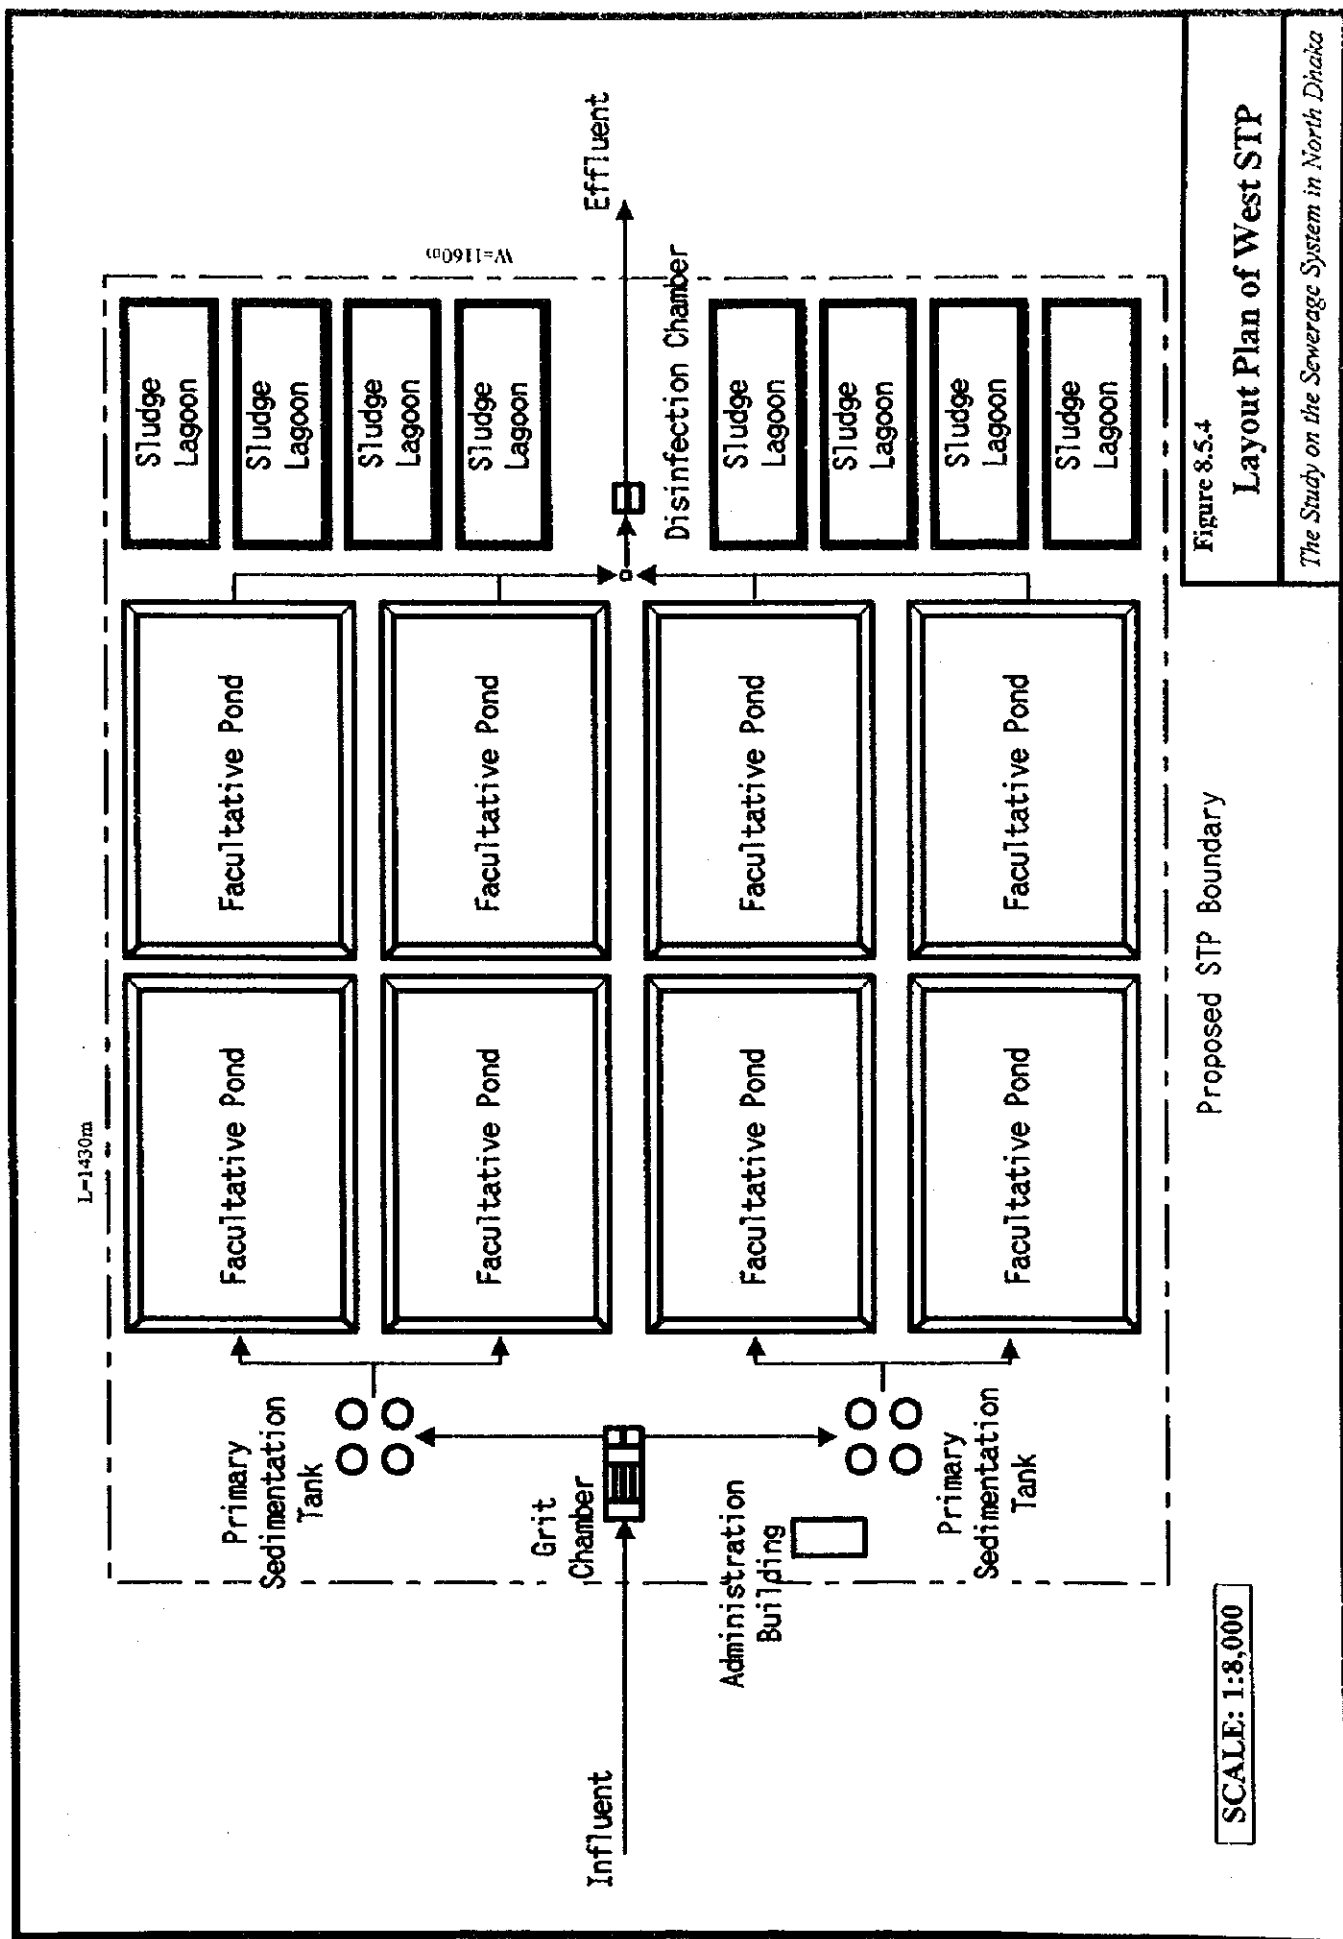 L=1430m
W=1160m
Influent
Effluent
Primary
Sedimentation
Tank
Grit
Chamber
Administration
Building
Primary
Sedimentation
Tank
Facultative Pond
Facultative Pond
Facultative Pond
Facultative Pond
Facultative Pond
Facultative Pond
Facultative Pond
Facultative Pond
Sludge
Lagoon
Sludge
Lagoon
Sludge
Lagoon
Sludge
Lagoon
Disinfection Chamber
Sludge
Lagoon
Sludge
Lagoon
Sludge
Lagoon
Sludge
Lagoon
Proposed STP Boundary
SCALE: 1:8,000
Figure 8.5.4
Layout Plan of West STP
The Study on the Sewerage System in North Dhaka